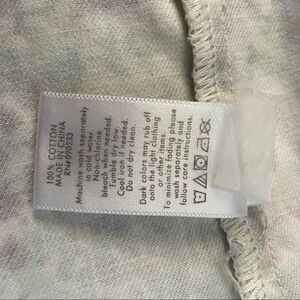 100% COTTON
MADE IN CHINA
Machine wash separately
in cold water.
Non-chlorine
bleach when needed.
Tumble dry low.
Cool iron if needed.
Do not dry clean.
Dark colors may rub off
onto the light clothing
or other items.
To minimize fading please
wash separately and
follow care instructions.